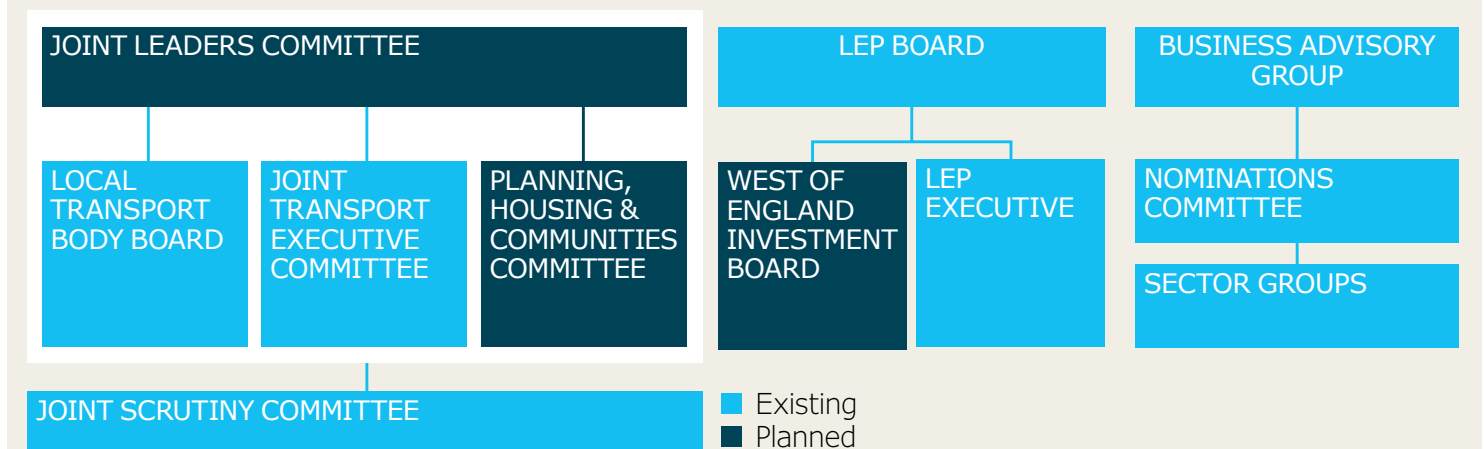 JOINT LEADERS COMMITTEE
LOCAL
TRANSPORT
BODY BOARD
JOINT
TRANSPORT
EXECUTIVE
COMMITTEE
PLANNING,
HOUSING &
COMMUNITIES
COMMITTEE
JOINT SCRUTINY COMMITTEE
LEP BOARD
WEST OF
ENGLAND
INVESTMENT
BOARD
LEP
EXECUTIVE
BUSINESS ADVISORY
GROUP
NOMINATIONS
COMMITTEE
SECTOR GROUPS
Existing
Planned